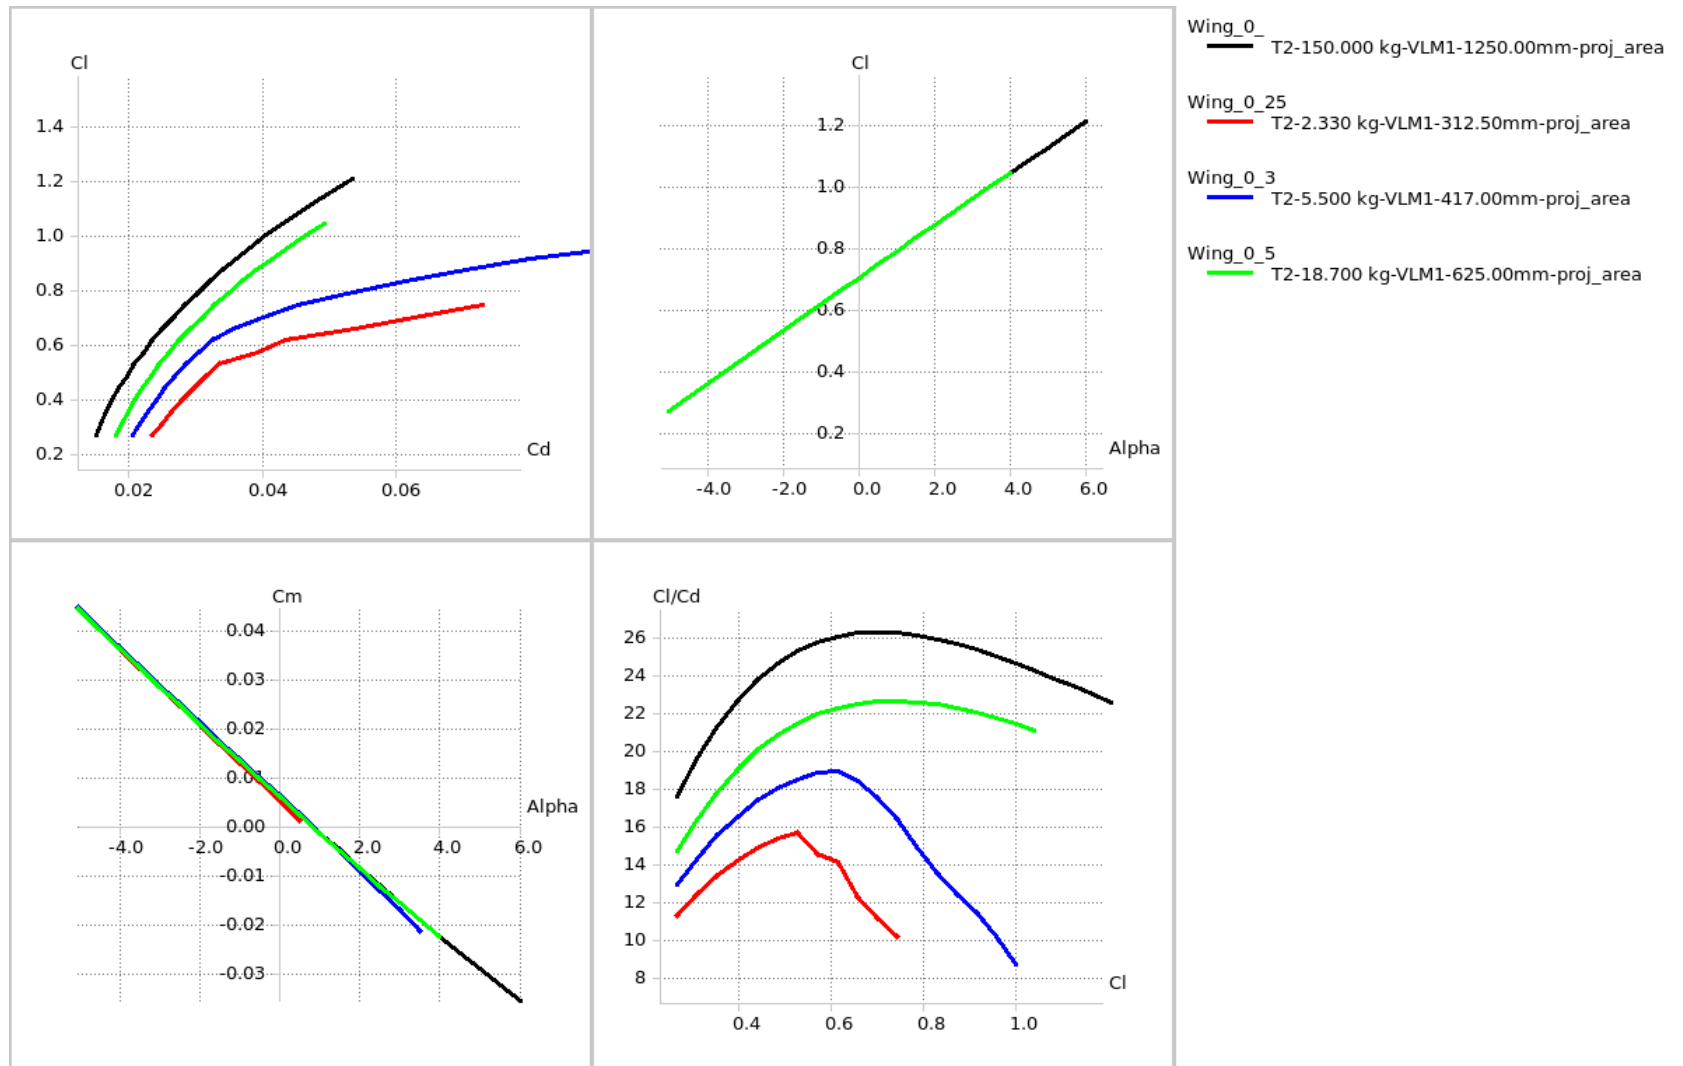 Cl
1.4
1.2
1.0
0.8
0.6
0.4
0.2
Cd
0.02 0.04 0.06
Cl
1.2
1.0
0.8
0.6
0.4
0.2
Alpha
-4.0 -2.0 0.0 2.0 4.0 6.0
Wing_0_
T2-150.000 kg-VLM1-1250.00mm-proj_area
Wing_0_25
T2-2.330 kg-VLM1-312.50mm-proj_area
Wing_0_3
T2-5.500 kg-VLM1-417.00mm-proj_area
Wing_0_5
T2-18.700 kg-VLM1-625.00mm-proj_area
Cm
0.04
0.03
0.02
0.01
Alpha
0.00
-4.0 -2.0 0.0 2.0 4.0 6.0
-0.01
-0.02
-0.03
Cl/Cd
26
24
22
20
18
16
14
12
10
8
Cl
0.4 0.6 0.8 1.0